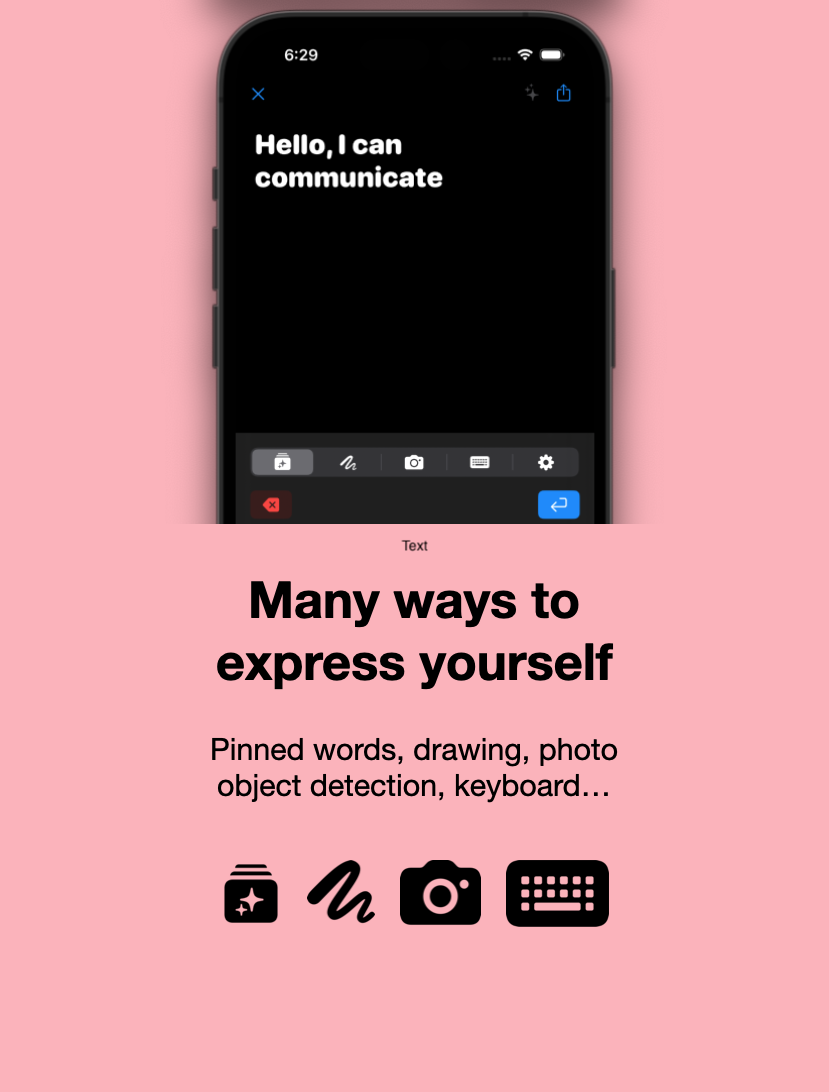 6:29
Hello, I can
communicate
Text
Many ways to
express yourself
Pinned words, drawing, photo
object detection, keyboard...